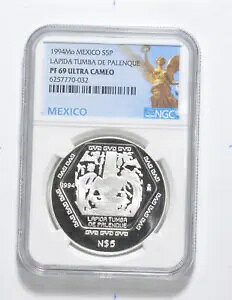 1994Mo MEXICO S5P
LAPIDA TUMBA DE PALENQUE
PF 69 ULTRA CAMEO
6257770-032
NGC
MEXICO
1994
LAPIDA TUMBA
DE PALENQUE
N$5